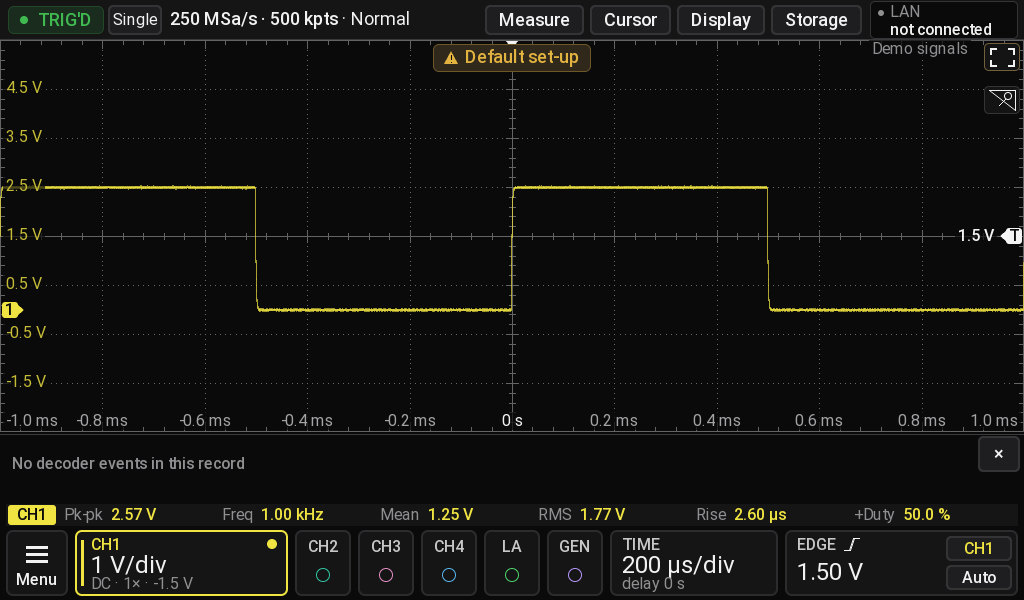 TRIG'D Single 250 MSa/s · 500 kpts · Normal Measure Cursor Display Storage LAN
not connected
Demo signals
Default set-up
4.5 V
3.5 V
2.5 V
1.5 V 1.5 V T
0.5 V
1
-0.5 V
-1.5 V
-1.0 ms -0.8 ms -0.6 ms -0.4 ms -0.2 ms 0 s 0.2 ms 0.4 ms 0.6 ms 0.8 ms 1.0 ms
No decoder events in this record ×
CH1 Pk-pk 2.57 V Freq 1.00 kHz Mean 1.25 V RMS 1.77 V Rise 2.60 µs +Duty 50.0 %
Menu
CH1
1 V/div
DC · 1× · -1.5 V
CH2 CH3 CH4 LA GEN
TIME
200 µs/div
delay 0 s
EDGE CH1
1.50 V Auto